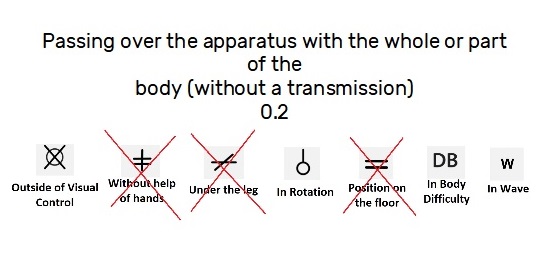 Passing over the apparatus with the whole or part
of the
body (without a transmission)
0.2
DB
W
Outside of Visual
Control
Without help
of hands
Under the leg
In Rotation
Position on
the floor
In Body
Difficulty
In Wave